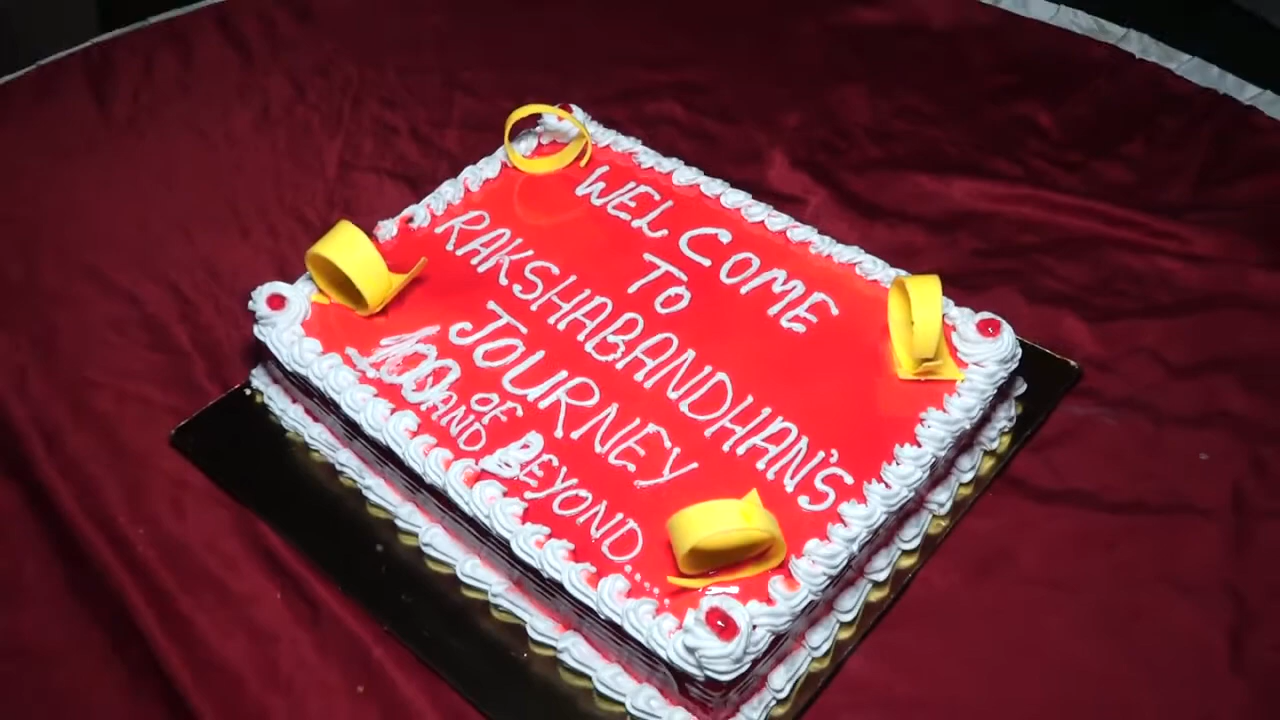 WELCOME
TO
RAKSHABANDHAN'S
JOURNEY
OF
100 AND BEYOND....